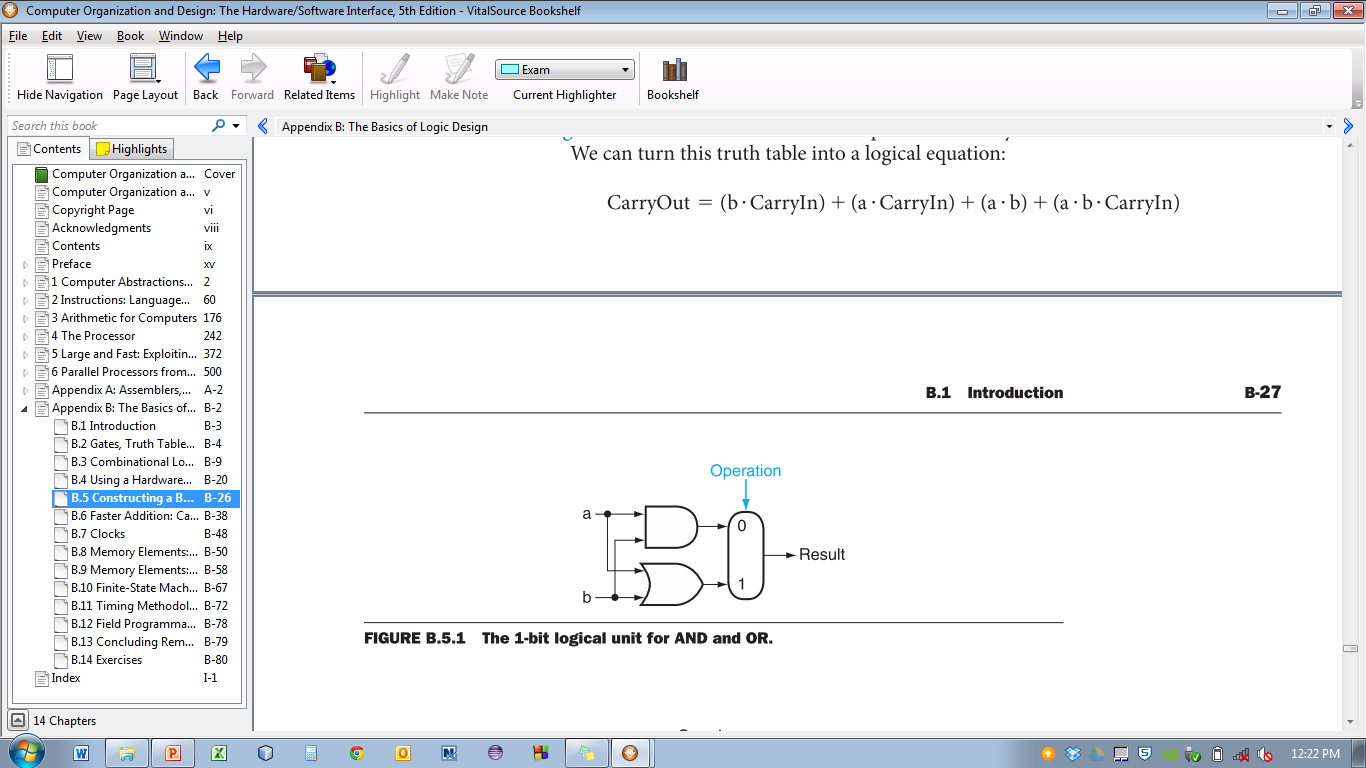 Computer Organization and Design: The Hardware/Software Interface, 5th Edition - VitalSource Bookshelf
File Edit View Book Window Help
Hide Navigation Page Layout Back Forward Related Items Highlight Make Note Exam Current Highlighter Bookshelf
Search this book
Appendix B: The Basics of Logic Design
Contents Highlights
Computer Organization a... Cover
Computer Organization a... v
Copyright Page vi
Acknowledgments viii
Contents ix
Preface xv
1 Computer Abstractions... 2
2 Instructions: Language... 60
3 Arithmetic for Computers 176
4 The Processor 242
5 Large and Fast: Exploitin... 372
6 Parallel Processors from... 500
Appendix A: Assemblers,... A-2
Appendix B: The Basics of... B-2
B.1 Introduction B-3
B.2 Gates, Truth Table... B-4
B.3 Combinational Lo... B-9
B.4 Using a Hardware... B-20
B.5 Constructing a B... B-26
B.6 Faster Addition: Ca... B-38
B.7 Clocks B-48
B.8 Memory Elements:... B-50
B.9 Memory Elements:... B-58
B.10 Finite-State Mach... B-67
B.11 Timing Methodol... B-72
B.12 Field Programma... B-78
B.13 Concluding Rem... B-79
B.14 Exercises B-80
Index I-1
14 Chapters
We can turn this truth table into a logical equation:
CarryOut = (b · CarryIn) + (a · CarryIn) + (a · b) + (a · b · CarryIn)
B.1 Introduction B-27
Operation
a
0
Result
1
b
FIGURE B.5.1 The 1-bit logical unit for AND and OR.
12:22 PM